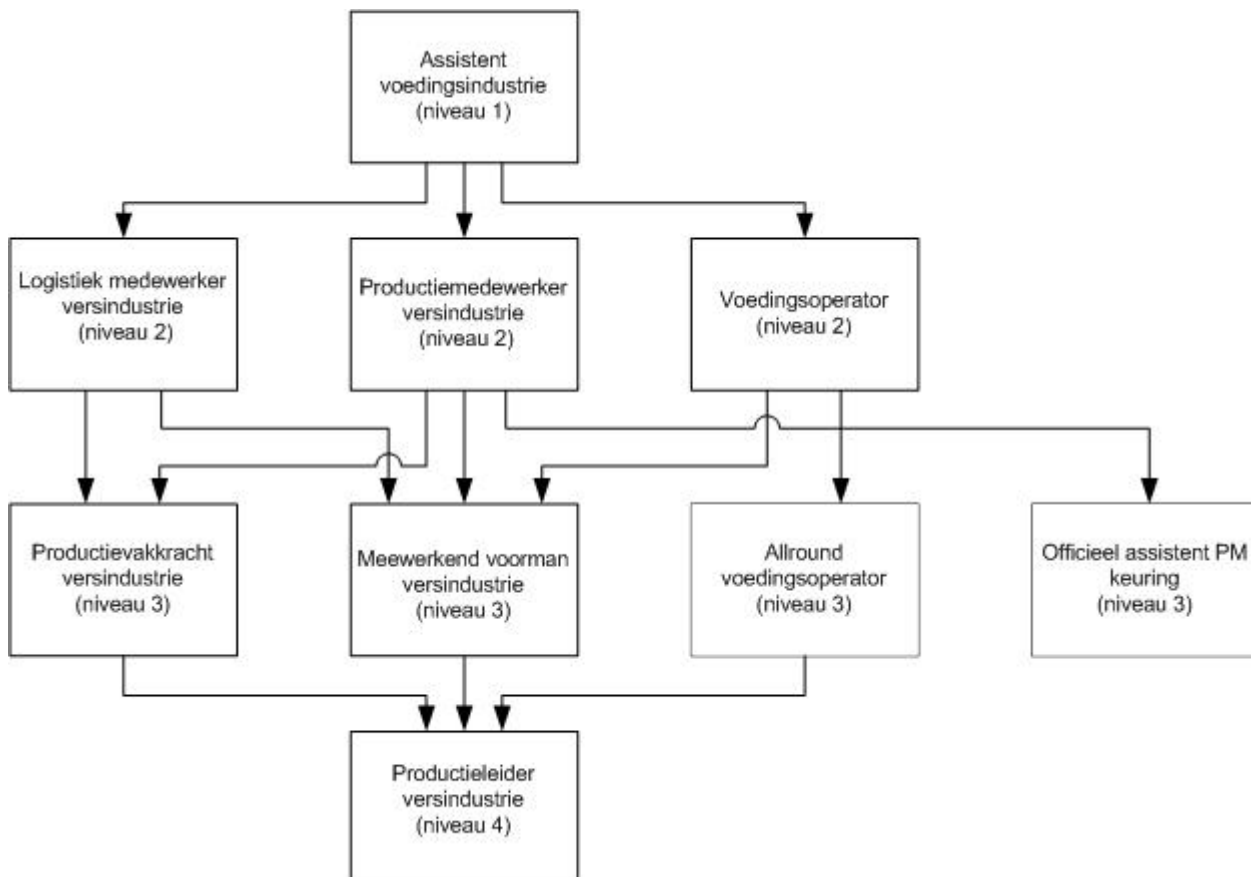 Assistent
voedingsindustrie
(niveau 1)
Logistiek medewerker
versindustrie
(niveau 2)
Productiemedewerker
versindustrie
(niveau 2)
Voedingsoperator
(niveau 2)
Productievakkracht
versindustrie
(niveau 3)
Meewerkend voorman
versindustrie
(niveau 3)
Allround
voedingsoperator
(niveau 3)
Officieel assistent PM
keuring
(niveau 3)
Productieleider
versindustrie
(niveau 4)